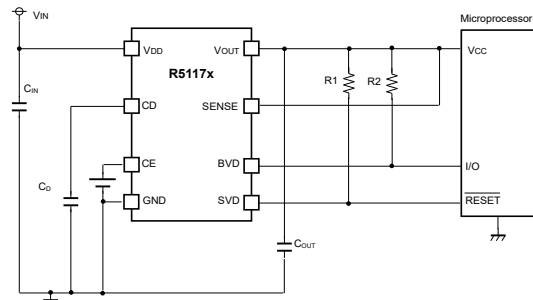 VIN
Microprocessor
VDD
R5117x
VOUT
VCC
R1
R2
CIN
CD
SENSE
CE
BVD
I/O
CD
GND
SVD
RESET
COUT